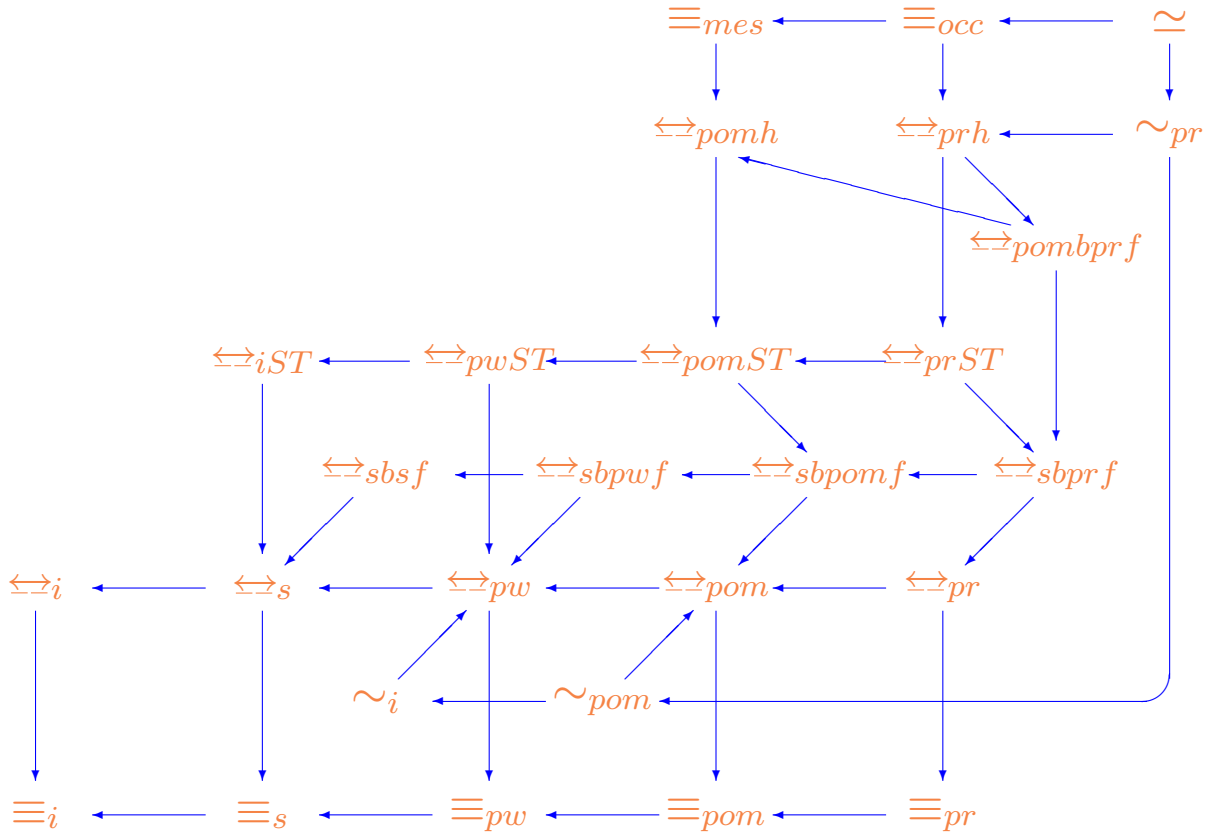 ≡mes ≡occ ≃
↔pomh ↔prh ∼pr
↔pombprf
↔iST ↔pwST ↔pomST ↔prST
↔sbsf ↔sbpwf ↔sbpomf ↔sbprf
↔i ↔s ↔pw ↔pom ↔pr
∼i ∼pom
≡i ≡s ≡pw ≡pom ≡pr